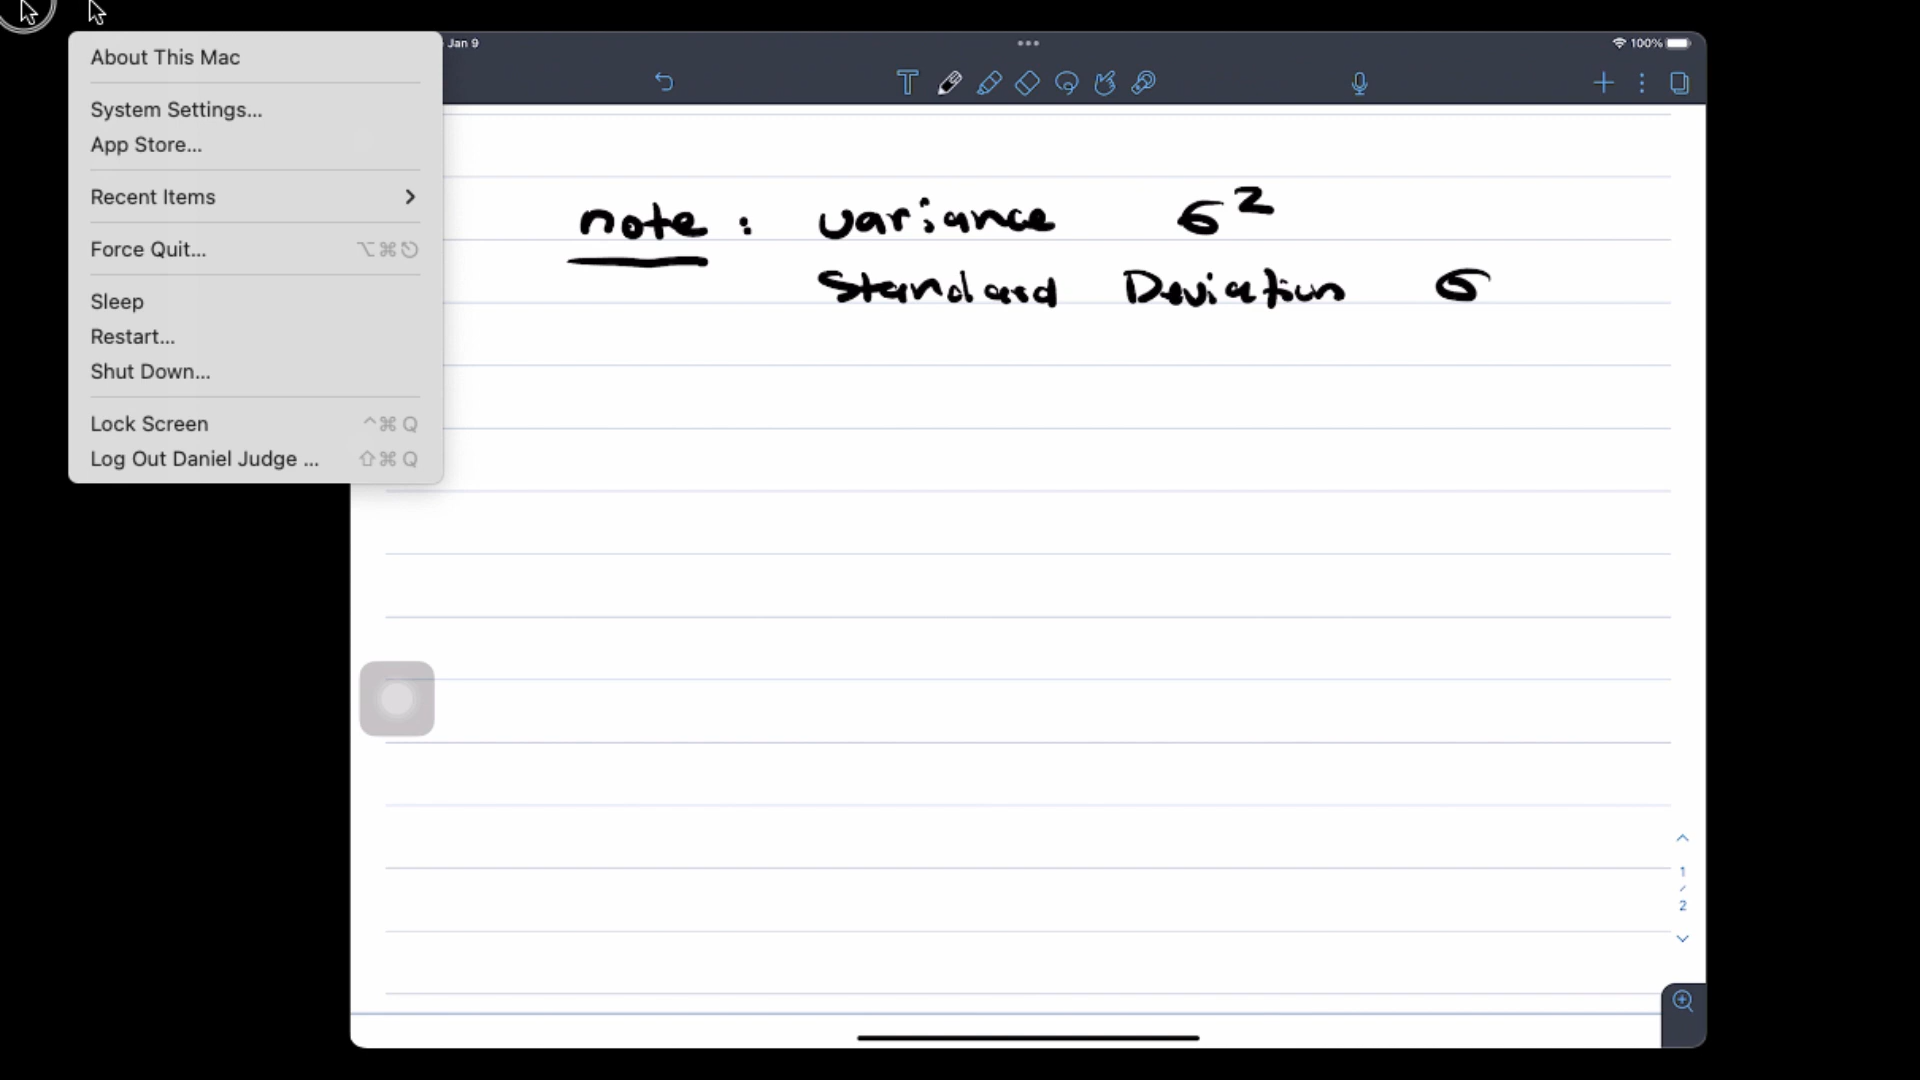 About This Mac
System Settings...
App Store...
Recent Items
Force Quit... ⌥⌘⎋
Sleep
Restart...
Shut Down...
Lock Screen ^⌘Q
Log Out Daniel Judge ... ⇧⌘Q
Jan 9
100%
note : variance σ²
Standard Deviation σ
1
/
2